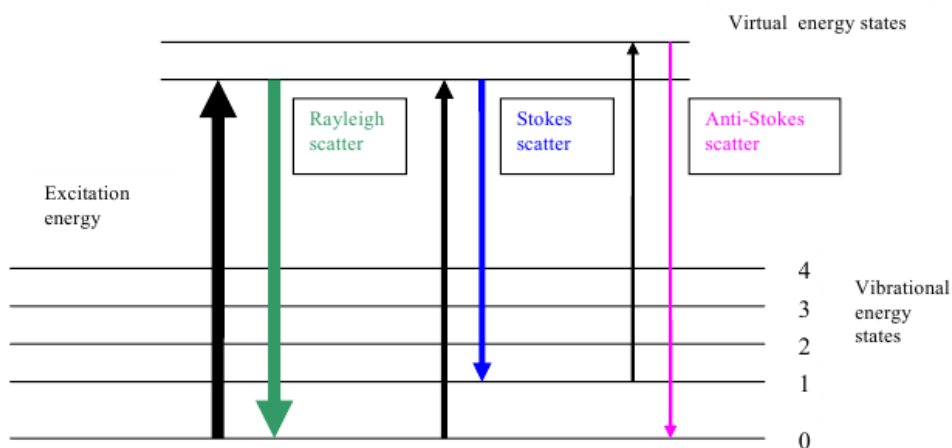 Virtual energy states
Rayleigh
scatter
Stokes
scatter
Anti-Stokes
scatter
Excitation
energy
4
3
2
1
0
Vibrational
energy
states